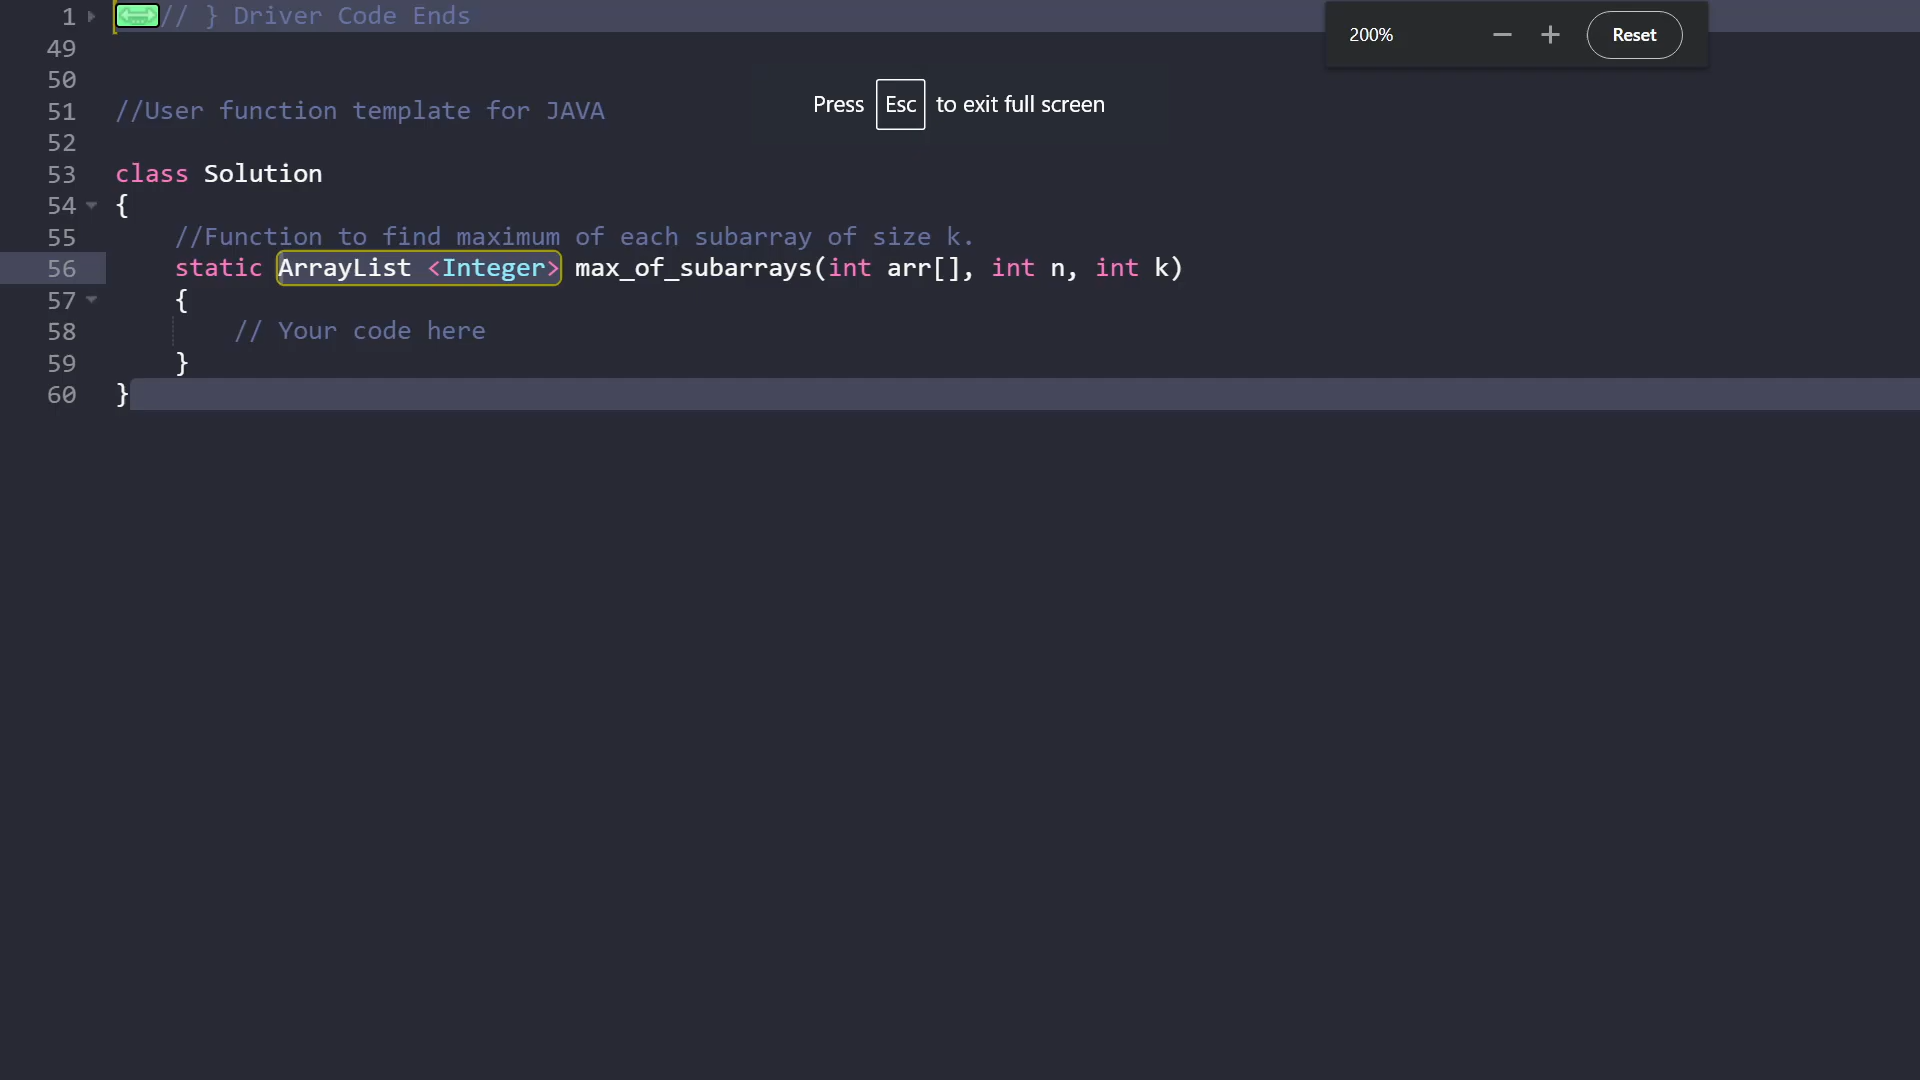 1 // } Driver Code Ends
200% − + Reset
49
50
Press Esc to exit full screen
51 //User function template for JAVA
52
53 class Solution
54 {
55 //Function to find maximum of each subarray of size k.
56 static ArrayList <Integer> max_of_subarrays(int arr[], int n, int k)
57 {
58 // Your code here
59 }
60 }